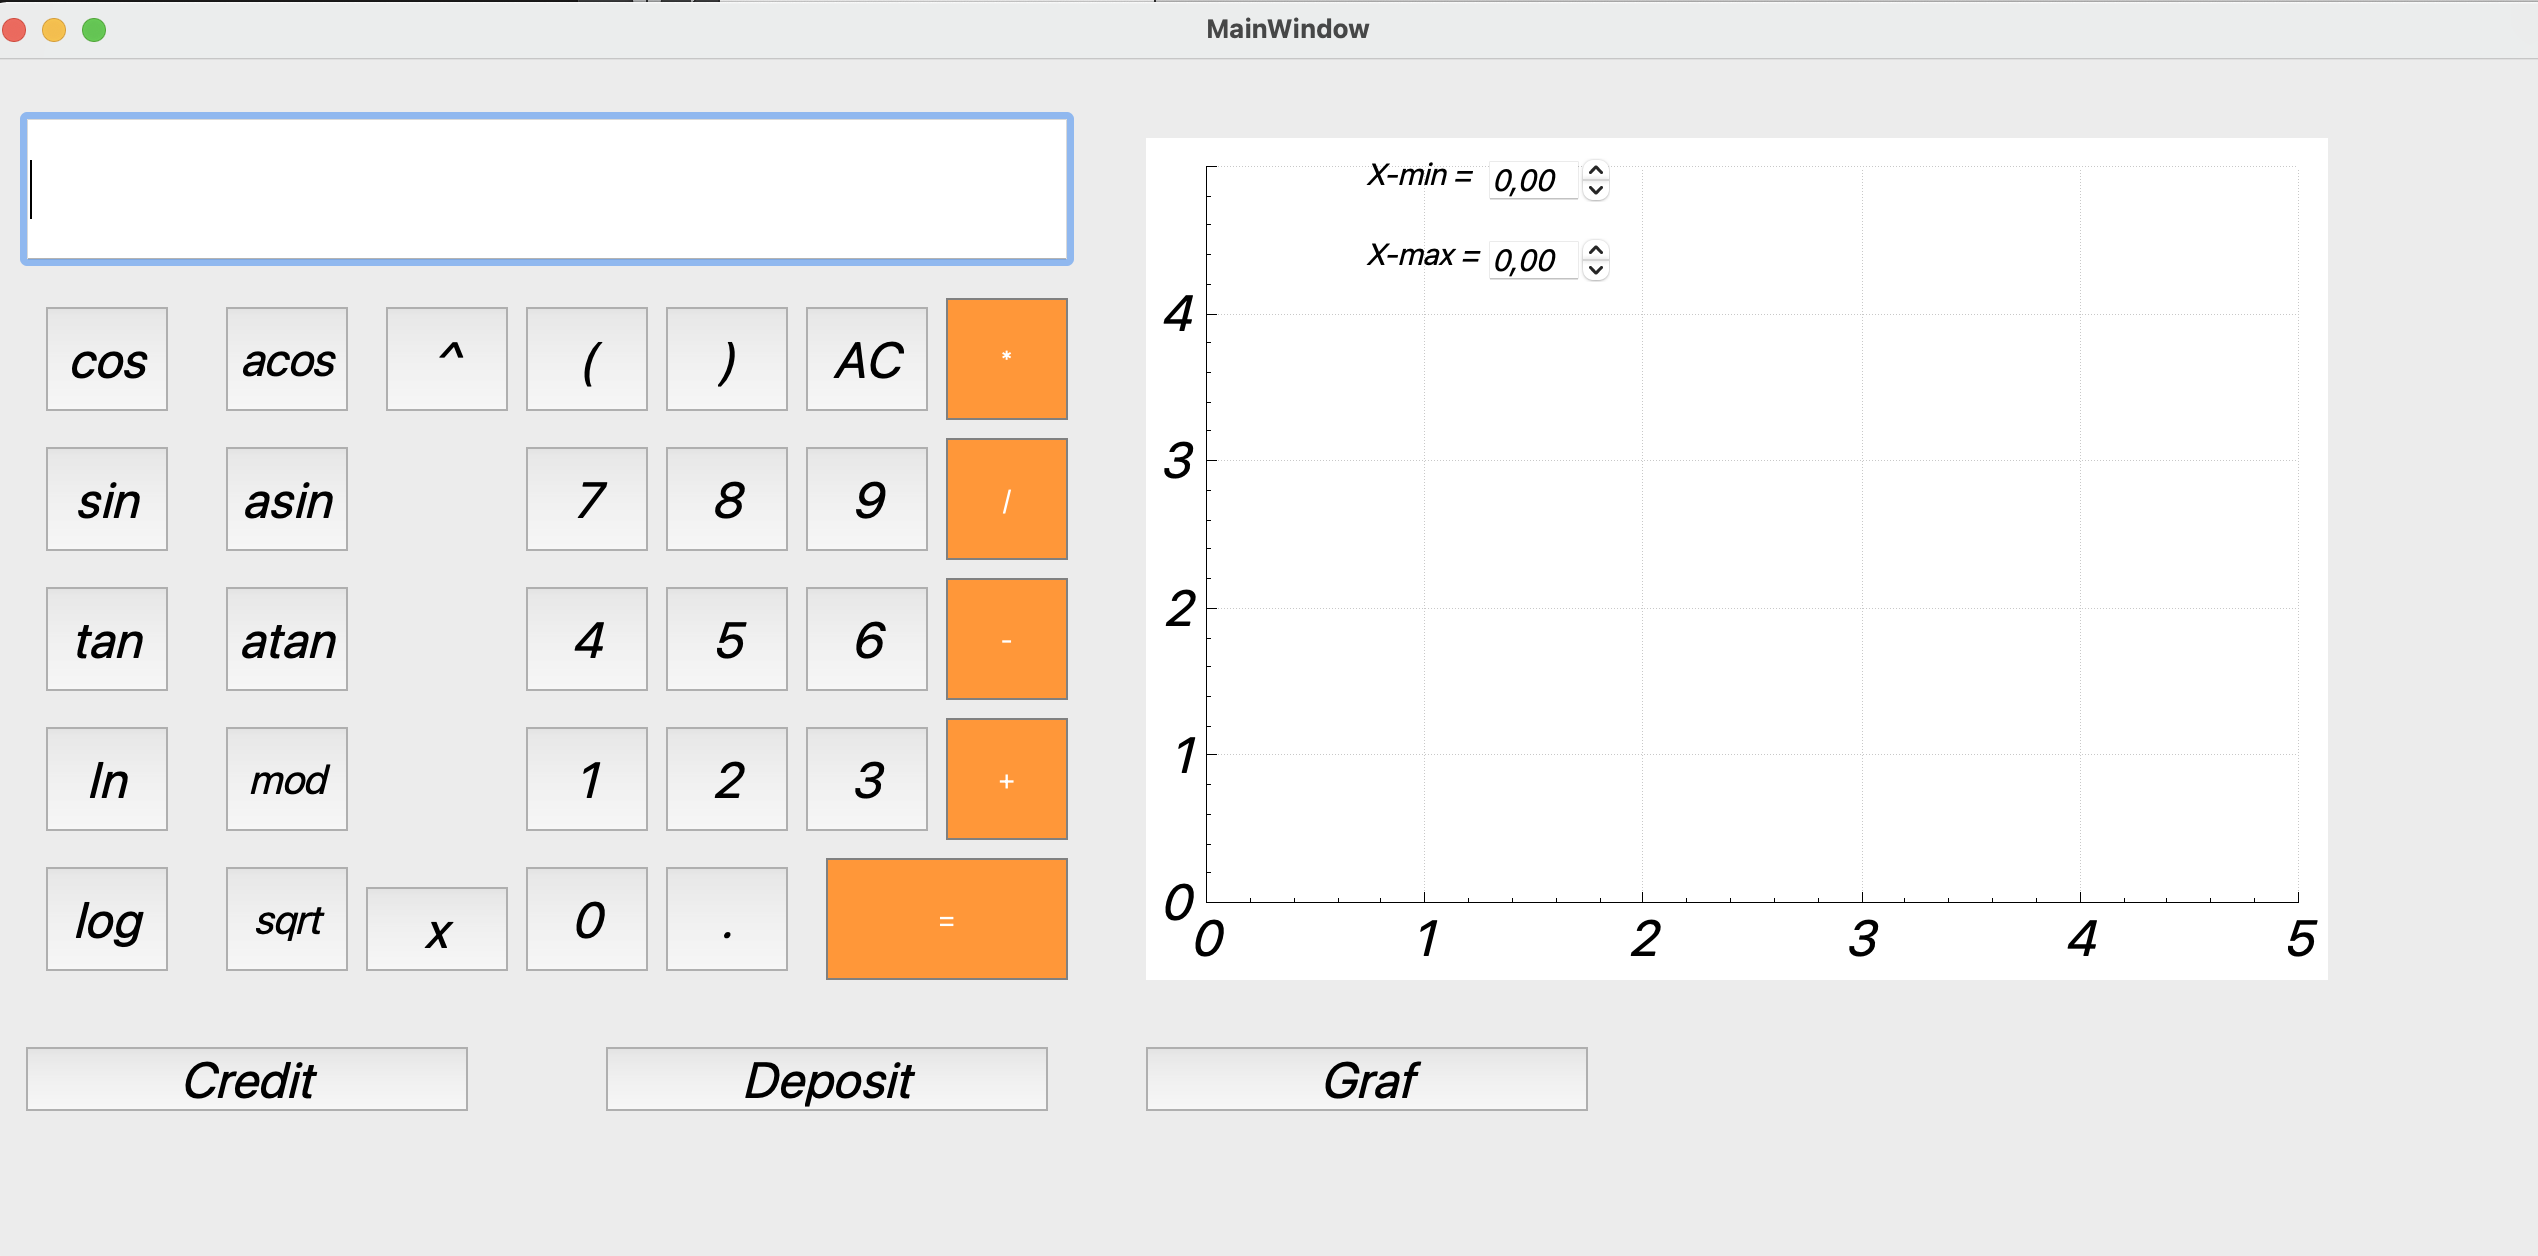 MainWindow
X-min = 0,00
X-max = 0,00
cos acos ^ ( ) AC *
sin asin 7 8 9 /
tan atan 4 5 6 -
ln mod 1 2 3 +
log sqrt x 0 . =
4
3
2
1
0
0 1 2 3 4 5
Credit Deposit Graf